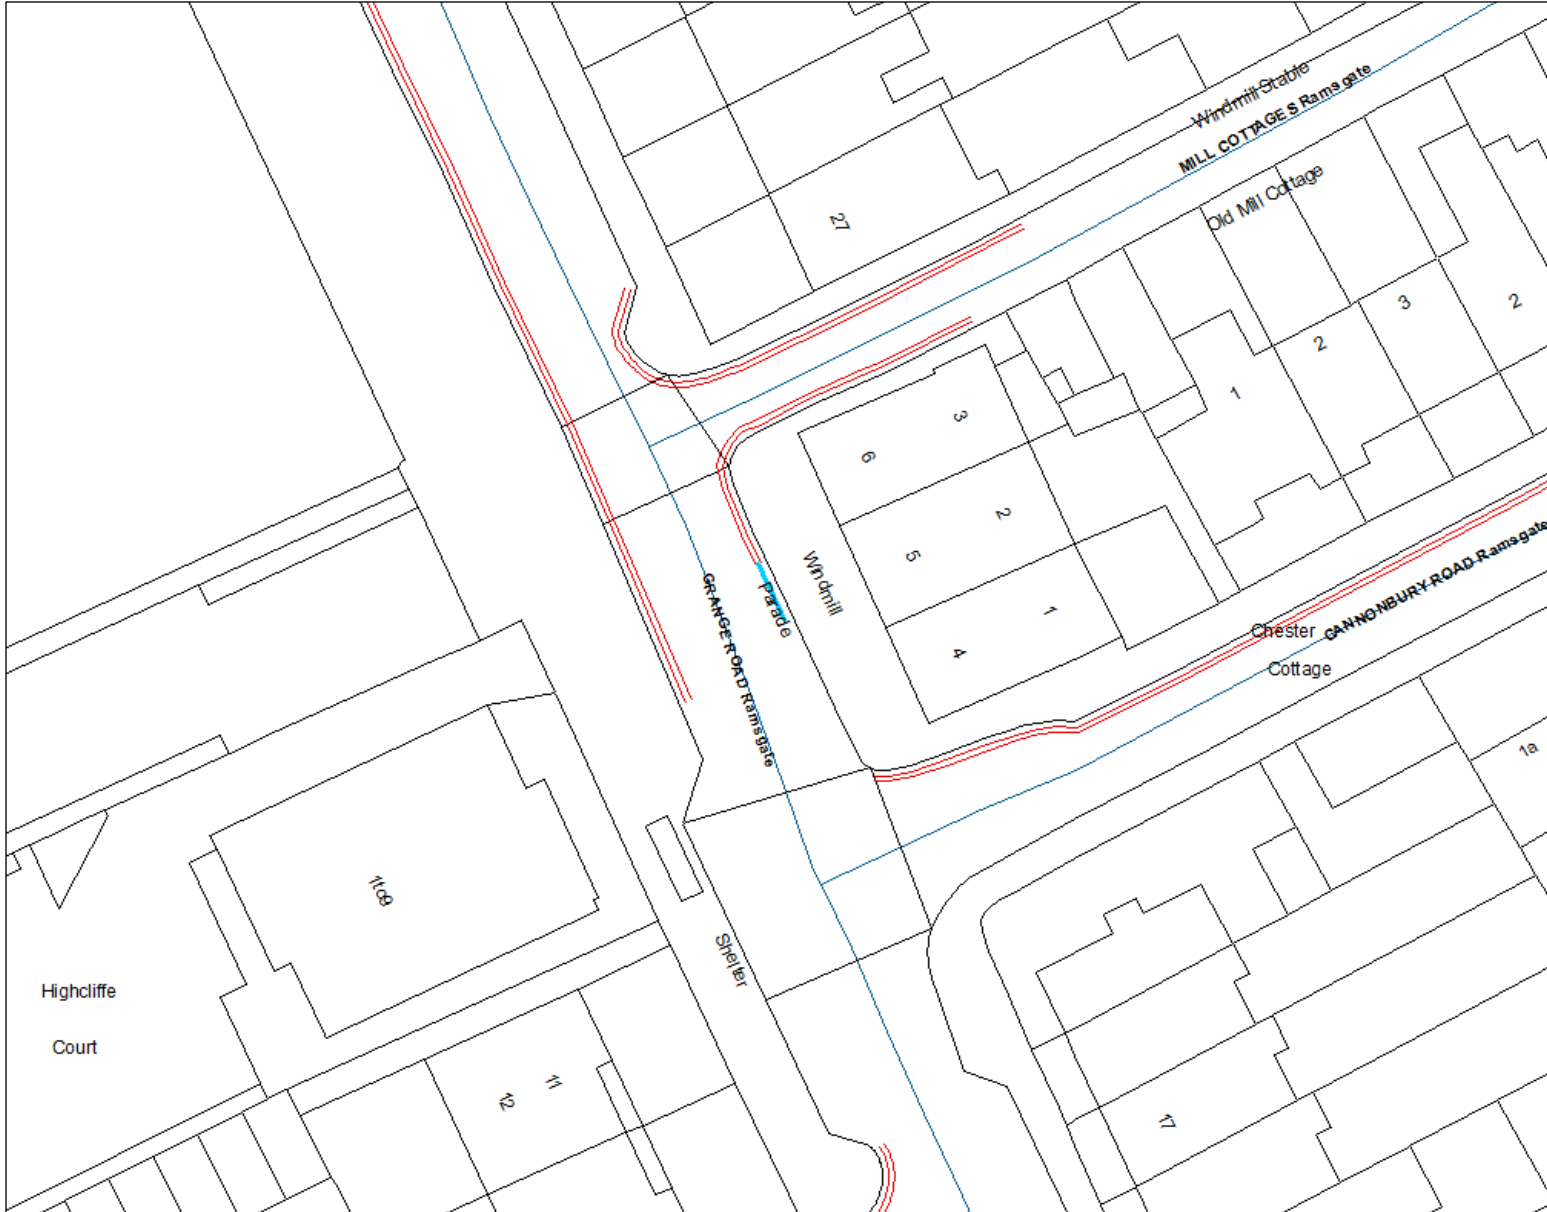 Windmill Stable
MILL COTTAGES Ramsgate
Old Mill Cottage
27
3
2
2
1
3
6
2
5
1
4
Windmill
Parade
GRANGE ROAD Ramsgate
CANNONBURY ROAD Ramsgate
Chester
Cottage
1a
1to9
Shelter
Highcliffe
Court
11
12
17